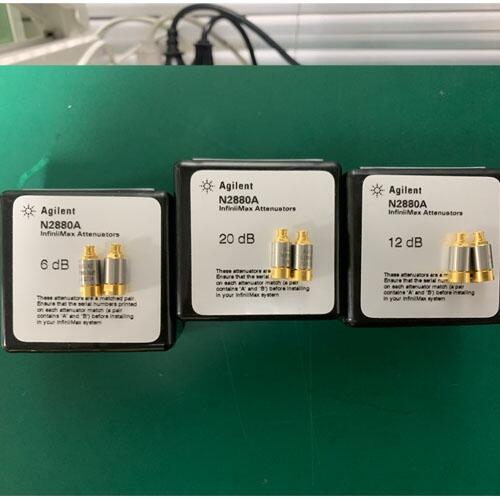 Agilent
N2880A
InfiniiMax Attenuators
6 dB
These attenuators are a matched pair.
Ensure that the serial numbers printed
on each attenuator match (a pair
contains 'A' and 'B') before installing
in your InfiniiMax system
Agilent
N2880A
InfiniiMax Attenuators
20 dB
These attenuators are a matched pair.
Ensure that the serial numbers printed
on each attenuator match (a pair
contains 'A' and 'B') before installing
in your InfiniiMax system
Agilent
N2880A
InfiniiMax Attenuators
12 dB
These attenuators are a
Ensure that the serial num
on each attenuator match (a pair
contains 'A' and 'B') before installing
in your InfiniiMax system